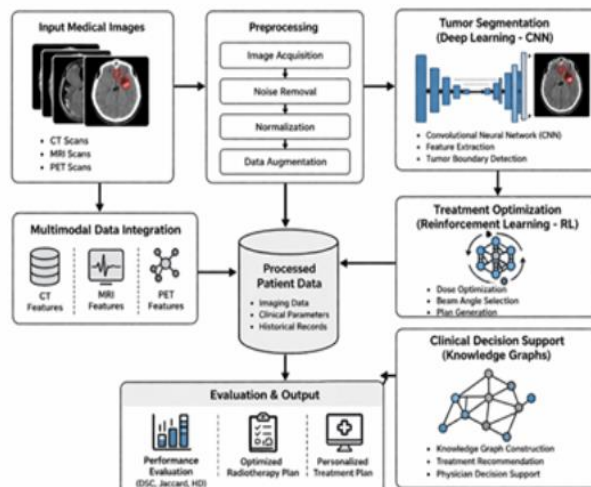 Input Medical Images
CT Scans
MRI Scans
PET Scans
Preprocessing
Image Acquisition
Noise Removal
Normalization
Data Augmentation
Tumor Segmentation
(Deep Learning - CNN)
Convolutional Neural Network (CNN)
Feature Extraction
Tumor Boundary Detection
Multimodal Data Integration
CT
Features
MRI
Features
PET
Features
Processed
Patient Data
Imaging Data
Clinical Parameters
Historical Records
Treatment Optimization
(Reinforcement Learning - RL)
Dose Optimization
Beam Angle Selection
Plan Generation
Clinical Decision Support
(Knowledge Graphs)
Knowledge Graph Construction
Treatment Recommendation
Physician Decision Support
Evaluation & Output
Performance
Evaluation
(DSC, Jaccard, HD)
Optimized
Radiotherapy Plan
Personalized
Treatment Plan